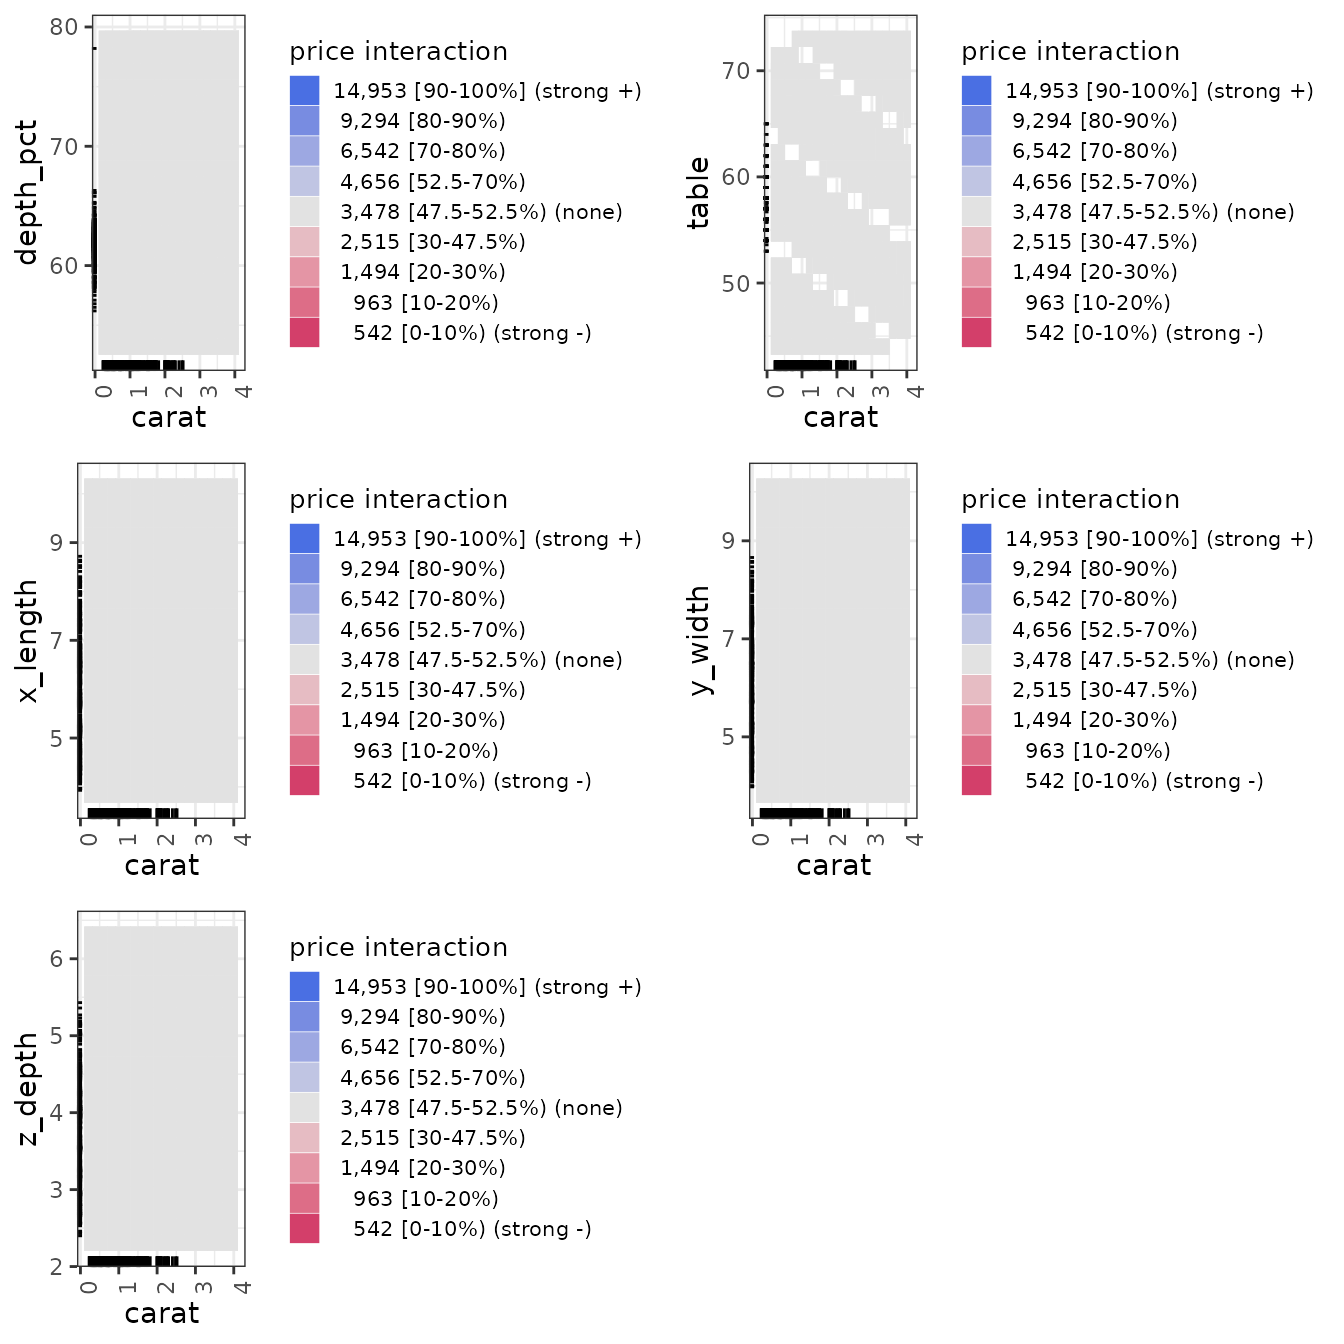 price interaction
14,953 [90-100%] (strong +)
9,294 [80-90%)
6,542 [70-80%)
4,656 [52.5-70%)
3,478 [47.5-52.5%) (none)
2,515 [30-47.5%)
1,494 [20-30%)
963 [10-20%)
542 [0-10%) (strong -)
80
70
60
depth_pct
0 1 2 3 4
carat
price interaction
14,953 [90-100%] (strong +)
9,294 [80-90%)
6,542 [70-80%)
4,656 [52.5-70%)
3,478 [47.5-52.5%) (none)
2,515 [30-47.5%)
1,494 [20-30%)
963 [10-20%)
542 [0-10%) (strong -)
70
60
50
table
0 1 2 3 4
carat
price interaction
14,953 [90-100%] (strong +)
9,294 [80-90%)
6,542 [70-80%)
4,656 [52.5-70%)
3,478 [47.5-52.5%) (none)
2,515 [30-47.5%)
1,494 [20-30%)
963 [10-20%)
542 [0-10%) (strong -)
9
7
5
x_length
0 1 2 3 4
carat
price interaction
14,953 [90-100%] (strong +)
9,294 [80-90%)
6,542 [70-80%)
4,656 [52.5-70%)
3,478 [47.5-52.5%) (none)
2,515 [30-47.5%)
1,494 [20-30%)
963 [10-20%)
542 [0-10%) (strong -)
9
7
5
y_width
0 1 2 3 4
carat
price interaction
14,953 [90-100%] (strong +)
9,294 [80-90%)
6,542 [70-80%)
4,656 [52.5-70%)
3,478 [47.5-52.5%) (none)
2,515 [30-47.5%)
1,494 [20-30%)
963 [10-20%)
542 [0-10%) (strong -)
6
5
4
3
2
z_depth
0 1 2 3 4
carat